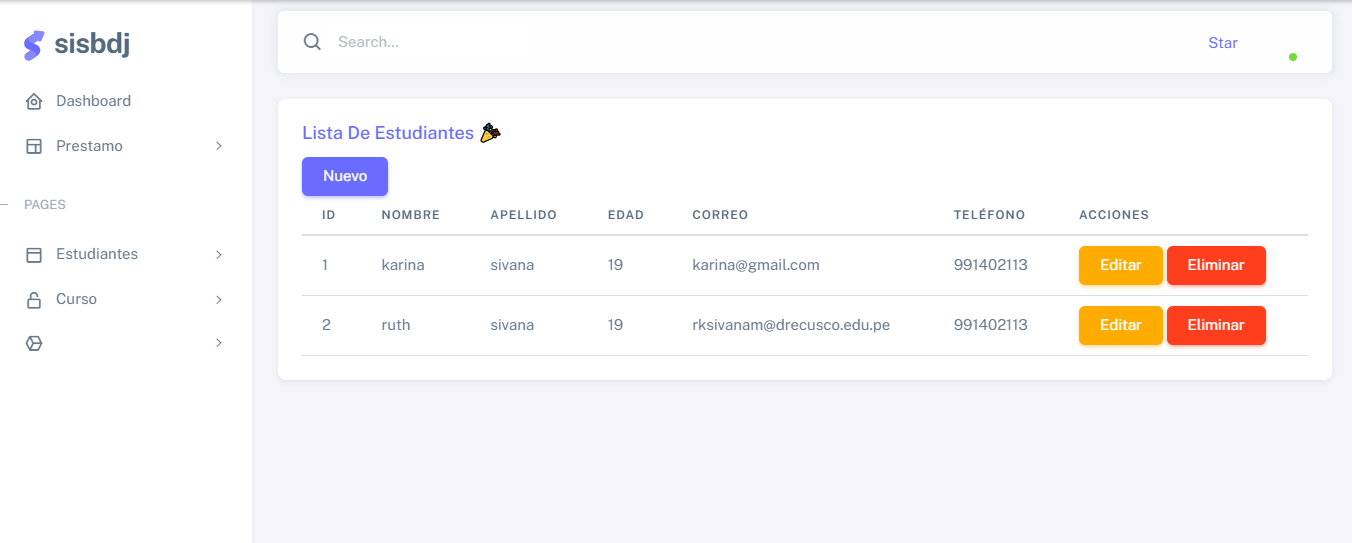 sisbdj
Dashboard
Prestamo
PAGES
Estudiantes
Curso
Search...
Star
Lista De Estudiantes
Nuevo
ID NOMBRE APELLIDO EDAD CORREO TELÉFONO ACCIONES
1 karina sivana 19 karina@gmail.com 991402113 Editar Eliminar
2 ruth sivana 19 rksivanam@drecusco.edu.pe 991402113 Editar Eliminar